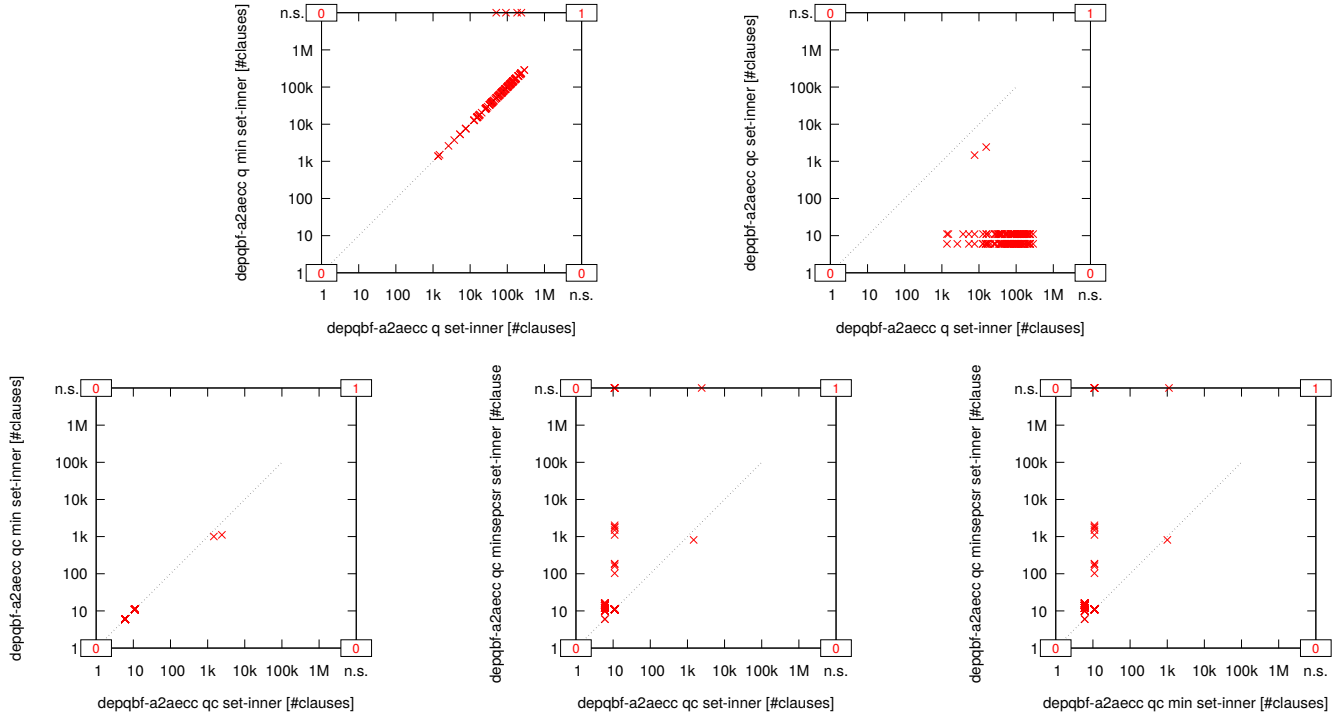 depqbf-a2aecc q min set-inner [#clauses]
n.s.
1M
100k
10k
1k
100
10
1
0
1
0
0
1 10 100 1k 10k 100k 1M n.s.
depqbf-a2aecc q set-inner [#clauses]
depqbf-a2aecc qc set-inner [#clauses]
n.s.
1M
100k
10k
1k
100
10
1
0
1
0
0
1 10 100 1k 10k 100k 1M n.s.
depqbf-a2aecc q set-inner [#clauses]
depqbf-a2aecc qc min set-inner [#clauses]
n.s.
1M
100k
10k
1k
100
10
1
0
1
0
0
1 10 100 1k 10k 100k 1M n.s.
depqbf-a2aecc qc set-inner [#clauses]
depqbf-a2aecc qc minsepcsr set-inner [#clause
n.s.
1M
100k
10k
1k
100
10
1
0
1
0
0
1 10 100 1k 10k 100k 1M n.s.
depqbf-a2aecc qc set-inner [#clauses]
depqbf-a2aecc qc minsepcsr set-inner [#clause
n.s.
1M
100k
10k
1k
100
10
1
0
1
0
0
1 10 100 1k 10k 100k 1M n.s.
depqbf-a2aecc qc min set-inner [#clauses]